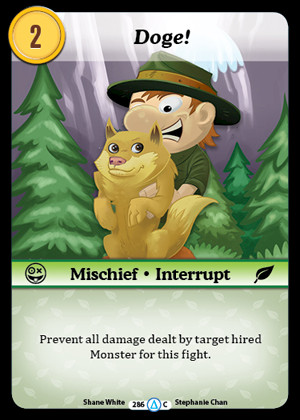 2
Doge!
Mischief • Interrupt
Prevent all damage dealt by target hired
Monster for this fight.
Shane White 286 A C Stephanie Chan